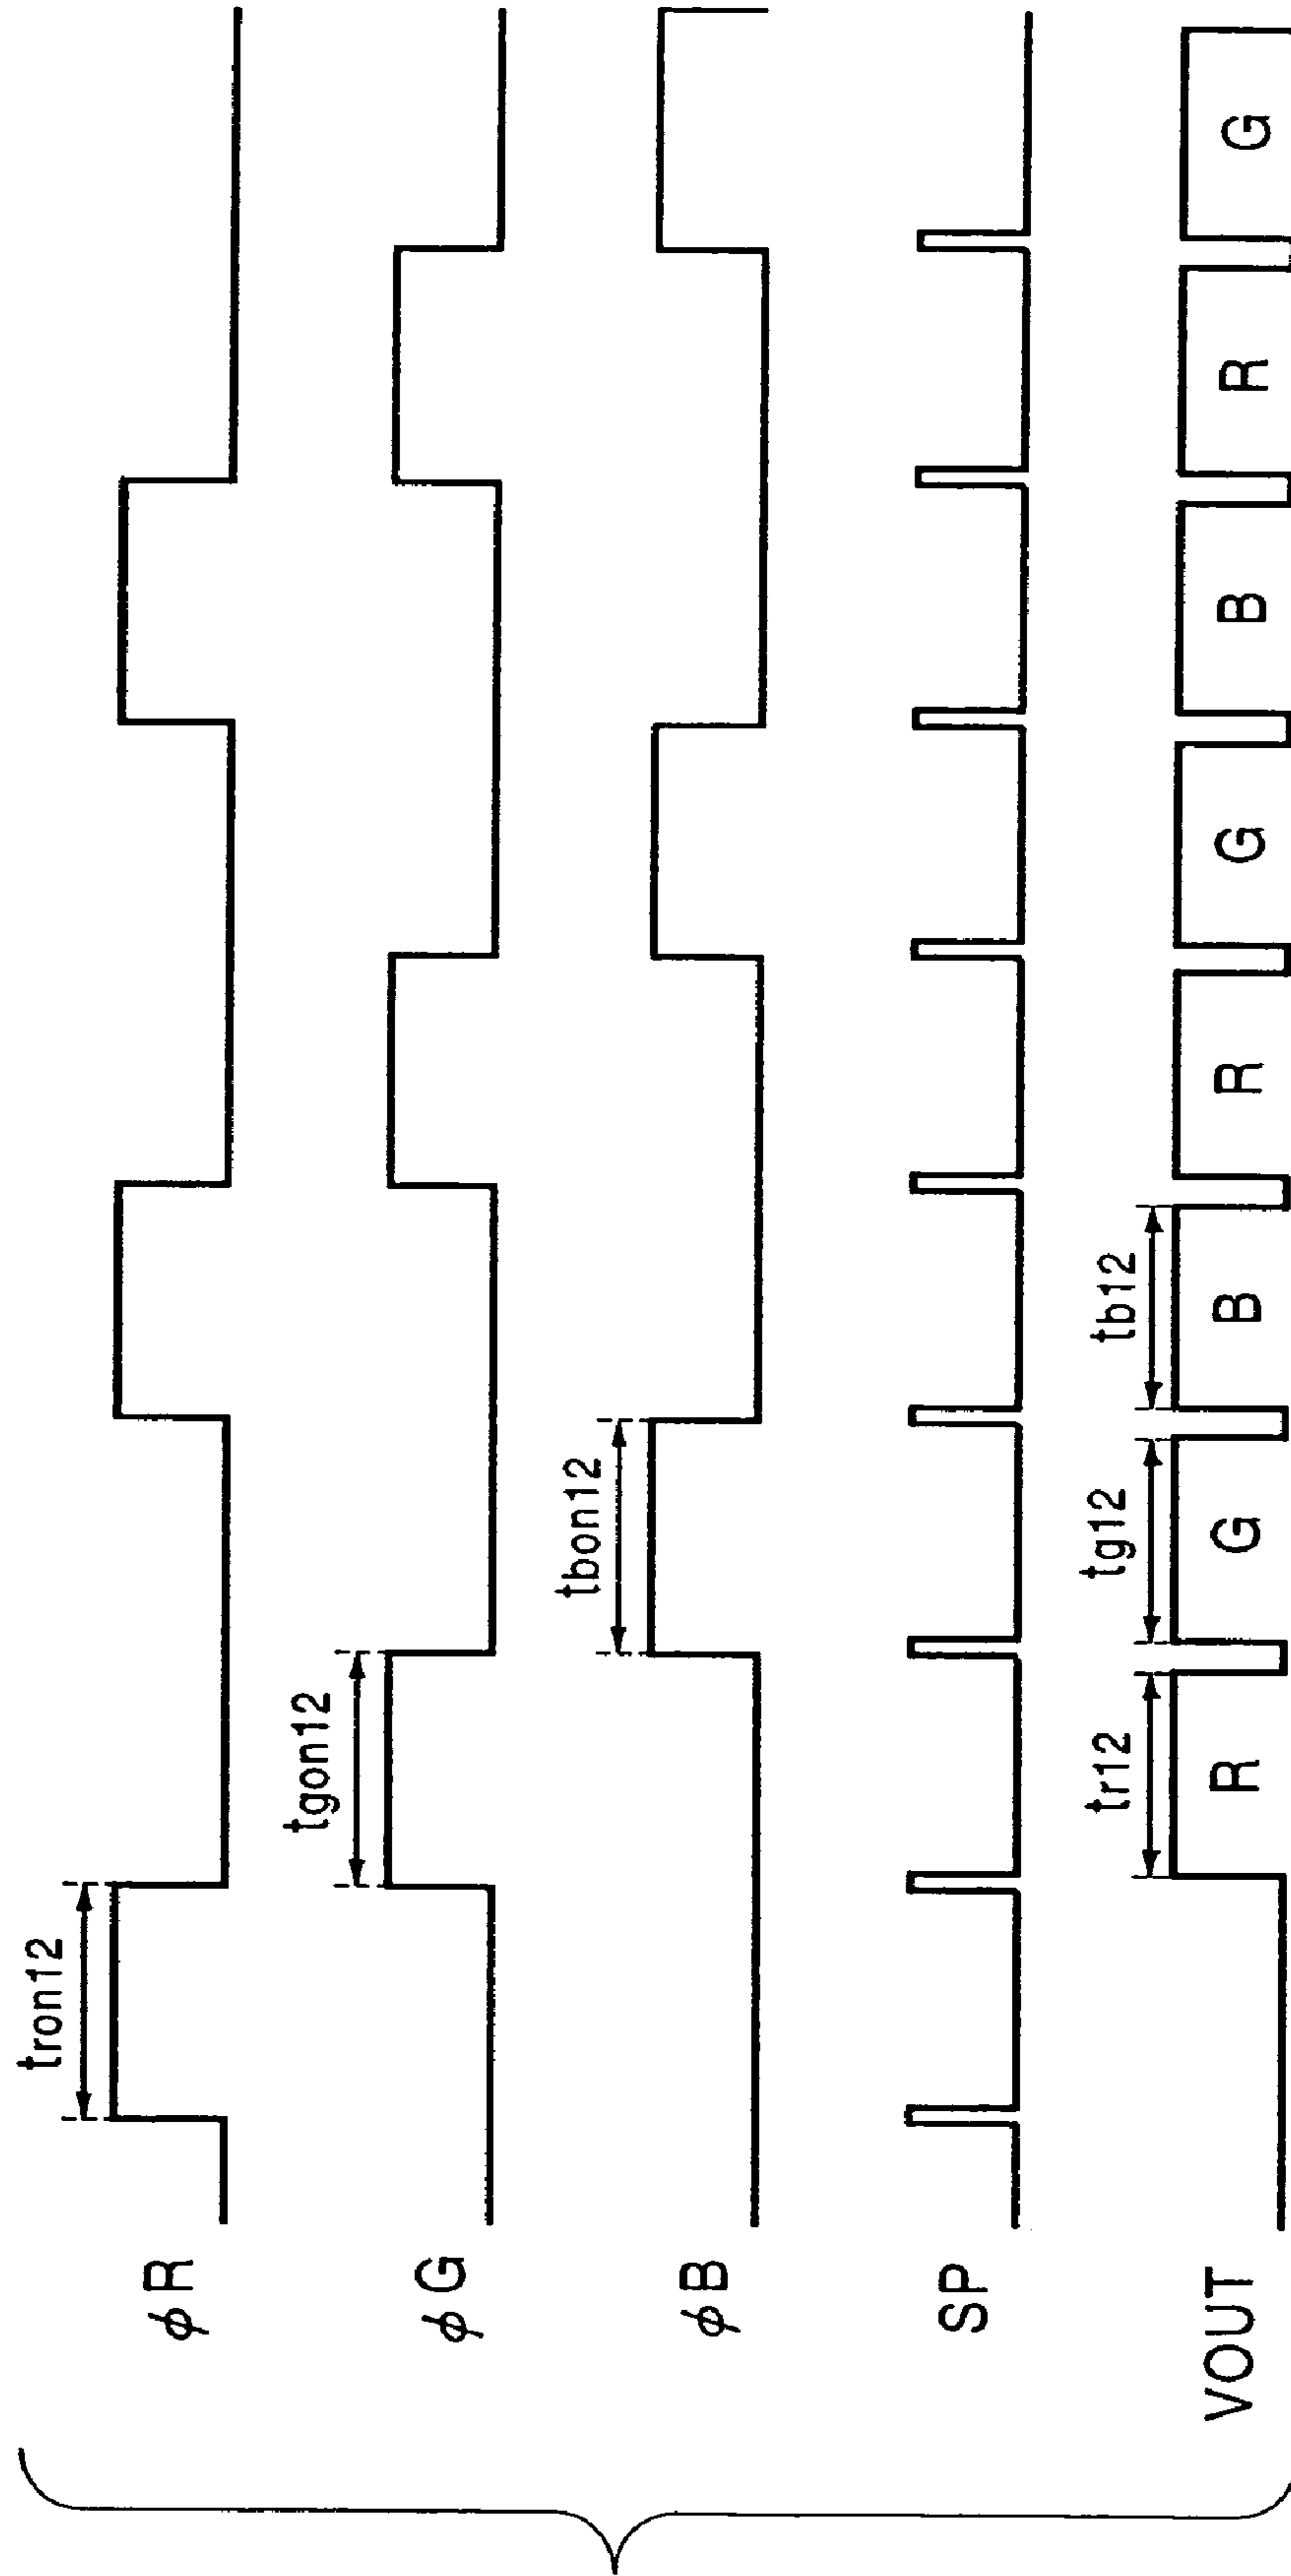 φR
tron12
φG
tgon12
φB
tbon12
SP
VOUT
tr12
tg12
tb12
R
G
B
R
G
B
R
G